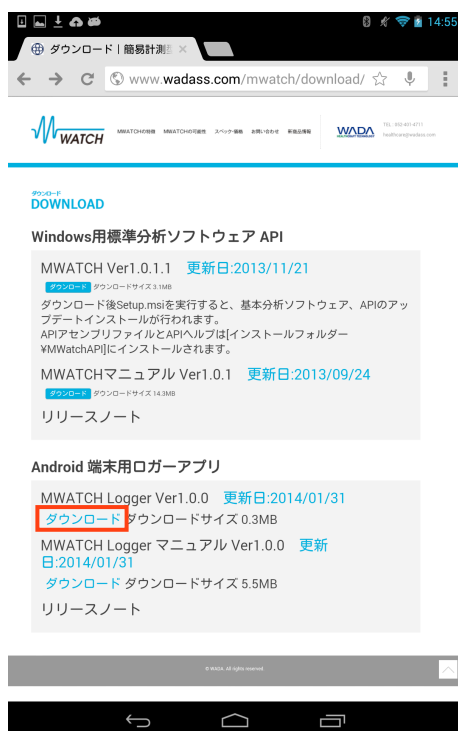 14:55
ダウンロード | 簡易計測
www.wadass.com/mwatch/download/
WATCH
MWATCHの特徴 MWATCHの可能性 スペック・価格 お問い合わせ 新製品情報
WADA
TEL: 092-401-4711
healthcare@wadass.com
ダウンロード
DOWNLOAD
Windows用標準分析ソフトウェア API
MWATCH Ver1.0.1.1 更新日:2013/11/21
ダウンロード ダウンロードサイズ 3.1MB
ダウンロード後Setup.msiを実行すると、基本分析ソフトウェア、APIのアッ
プデートインストールが行われます。
APIアセンブリファイルとAPIヘルプは[インストールフォルダー
¥MWatchAPI]にインストールされます。
MWATCHマニュアル Ver1.0.1 更新日:2013/09/24
ダウンロード ダウンロードサイズ 14.3MB
リリースノート
Android 端末用ロガーアプリ
MWATCH Logger Ver1.0.0 更新日:2014/01/31
ダウンロード ダウンロードサイズ 0.3MB
MWATCH Logger マニュアル Ver1.0.0 更新
日:2014/01/31
ダウンロード ダウンロードサイズ 5.5MB
リリースノート
© WADA. All rights reserved.